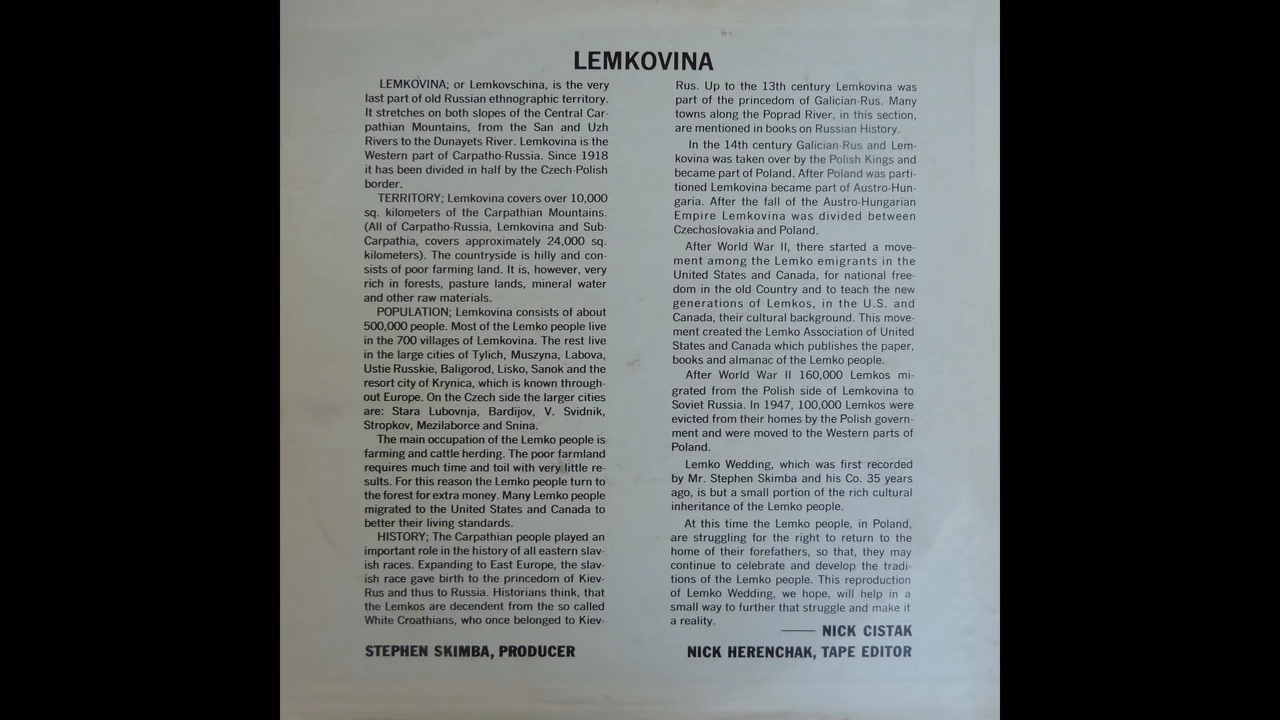 LEMKOVINA
LEMKOVINA; or Lemkovschina, is the very
last part of old Russian ethnographic territory.
It stretches on both slopes of the Central Car-
pathian Mountains, from the San and Uzh
Rivers to the Dunayets River. Lemkovina is the
Western part of Carpatho-Russia. Since 1918
it has been divided in half by the Czech-Polish
border.
TERRITORY; Lemkovina covers over 10,000
sq. kilometers of the Carpathian Mountains.
(All of Carpatho-Russia, Lemkovina and Sub-
Carpathia, covers approximately 24,000 sq.
kilometers). The countryside is hilly and con-
sists of poor farming land. It is, however, very
rich in forests, pasture lands, mineral water
and other raw materials.
POPULATION; Lemkovina consists of about
500,000 people. Most of the Lemko people live
in the 700 villages of Lemkovina. The rest live
in the large cities of Tylich, Muszyna, Labova,
Ustie Russkie, Baligorod, Lisko, Sanok and the
resort city of Krynica, which is known through-
out Europe. On the Czech side the larger cities
are: Stara Lubovnja, Bardijov, V. Svidnik,
Stropkov, Mezilaborce and Snina.
The main occupation of the Lemko people is
farming and cattle herding. The poor farmland
requires much time and toil with very little re-
sults. For this reason the Lemko people turn to
the forest for extra money. Many Lemko people
migrated to the United States and Canada to
better their living standards.
HISTORY; The Carpathian people played an
important role in the history of all eastern slav-
ish races. Expanding to East Europe, the slav-
ish race gave birth to the princedom of Kiev-
Rus and thus to Russia. Historians think, that
the Lemkos are decendent from the so called
White Croathians, who once belonged to Kiev-
Rus. Up to the 13th century Lemkovina was
part of the princedom of Galician-Rus. Many
towns along the Poprad River, in this section,
are mentioned in books on Russian History.
In the 14th century Galician-Rus and Lem-
kovina was taken over by the Polish Kings and
became part of Poland. After Poland was parti-
tioned Lemkovina became part of Austro-Hun-
garia. After the fall of the Austro-Hungarian
Empire Lemkovina was divided between
Czechoslovakia and Poland.
After World War II, there started a move-
ment among the Lemko emigrants in the
United States and Canada, for national free-
dom in the old Country and to teach the new
generations of Lemkos, in the U.S. and
Canada, their cultural background. This move-
ment created the Lemko Association of United
States and Canada which publishes the paper,
books and almanac of the Lemko people.
After World War II 160,000 Lemkos mi-
grated from the Polish side of Lemkovina to
Soviet Russia. In 1947, 100,000 Lemkos were
evicted from their homes by the Polish govern-
ment and were moved to the Western parts of
Poland.
Lemko Wedding, which was first recorded
by Mr. Stephen Skimba and his Co. 35 years
ago, is but a small portion of the rich cultural
inheritance of the Lemko people.
At this time the Lemko people, in Poland,
are struggling for the right to return to the
home of their forefathers, so that, they may
continue to celebrate and develop the tradi-
tions of the Lemko people. This reproduction
of Lemko Wedding, we hope, will help in a
small way to further that struggle and make it
a reality.
—— NICK CISTAK
STEPHEN SKIMBA, PRODUCER
NICK HERENCHAK, TAPE EDITOR